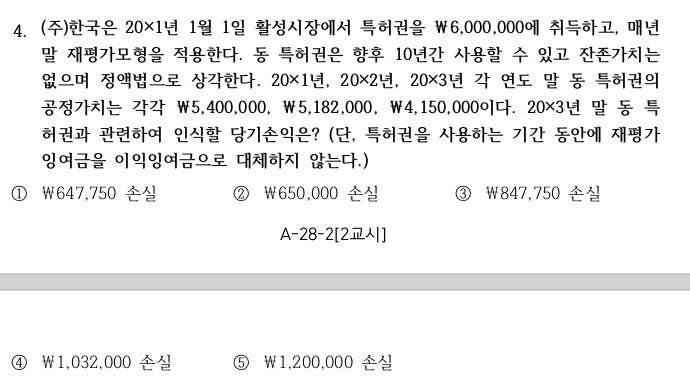 4. (주)한국은 20×1년 1월 1일 활성시장에서 특허권을 ₩6,000,000에 취득하고, 매년
말 재평가모형을 적용한다. 동 특허권은 향후 10년간 사용할 수 있고 잔존가치는
없으며 정액법으로 상각한다. 20×1년, 20×2년, 20×3년 각 연도 말 동 특허권의
공정가치는 각각 ₩5,400,000, ₩5,182,000, ₩4,150,000이다. 20×3년 말 동 특
허권과 관련하여 인식할 당기손익은? (단, 특허권을 사용하는 기간 동안에 재평가
잉여금을 이익잉여금으로 대체하지 않는다.)
① ₩647,750 손실 ② ₩650,000 손실 ③ ₩847,750 손실
A-28-2[2교시]
④ ₩1,032,000 손실 ⑤ ₩1,200,000 손실